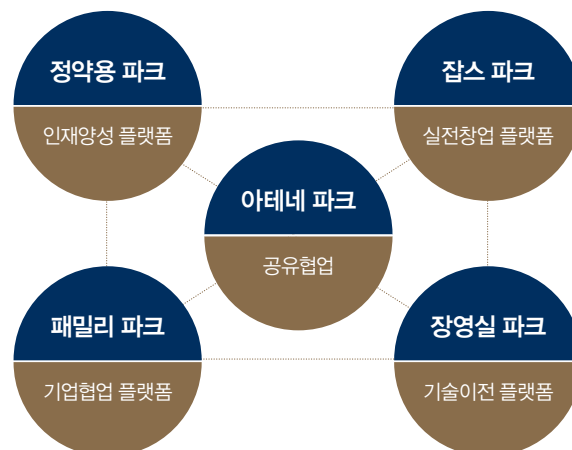 정약용 파크
인재양성 플랫폼
잡스 파크
실전창업 플랫폼
아테네 파크
공유협업
패밀리 파크
기업협업 플랫폼
장영실 파크
기술이전 플랫폼